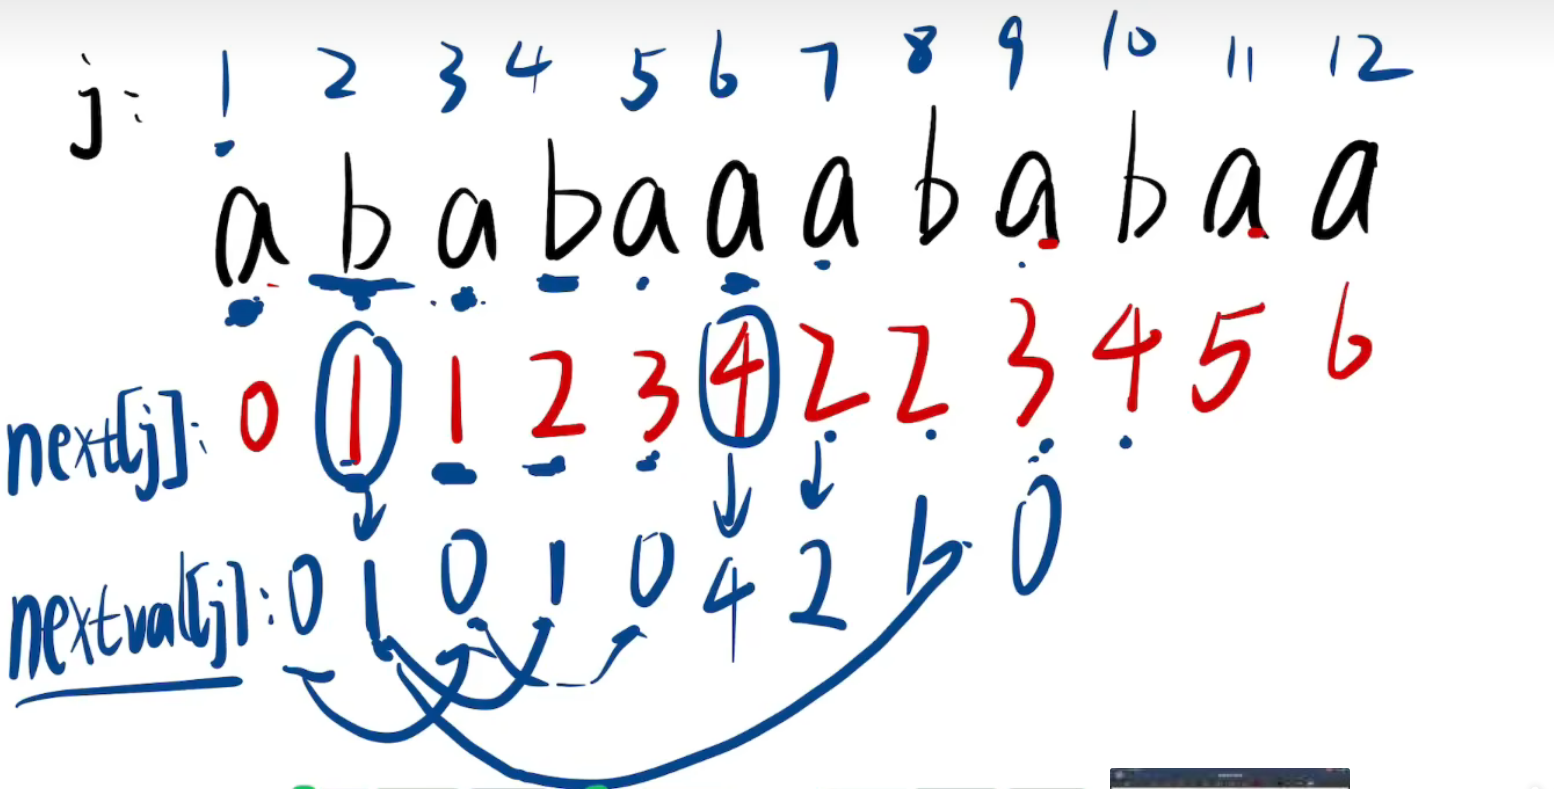 j: 1 2 3 4 5 6 7 8 9 10 11 12
a b a b a a a b a b a a
next[j]: 0 1 1 2 3 4 2 2 3 4 5 6
nextval[j]: 0 1 0 1 0 4 2 b 0